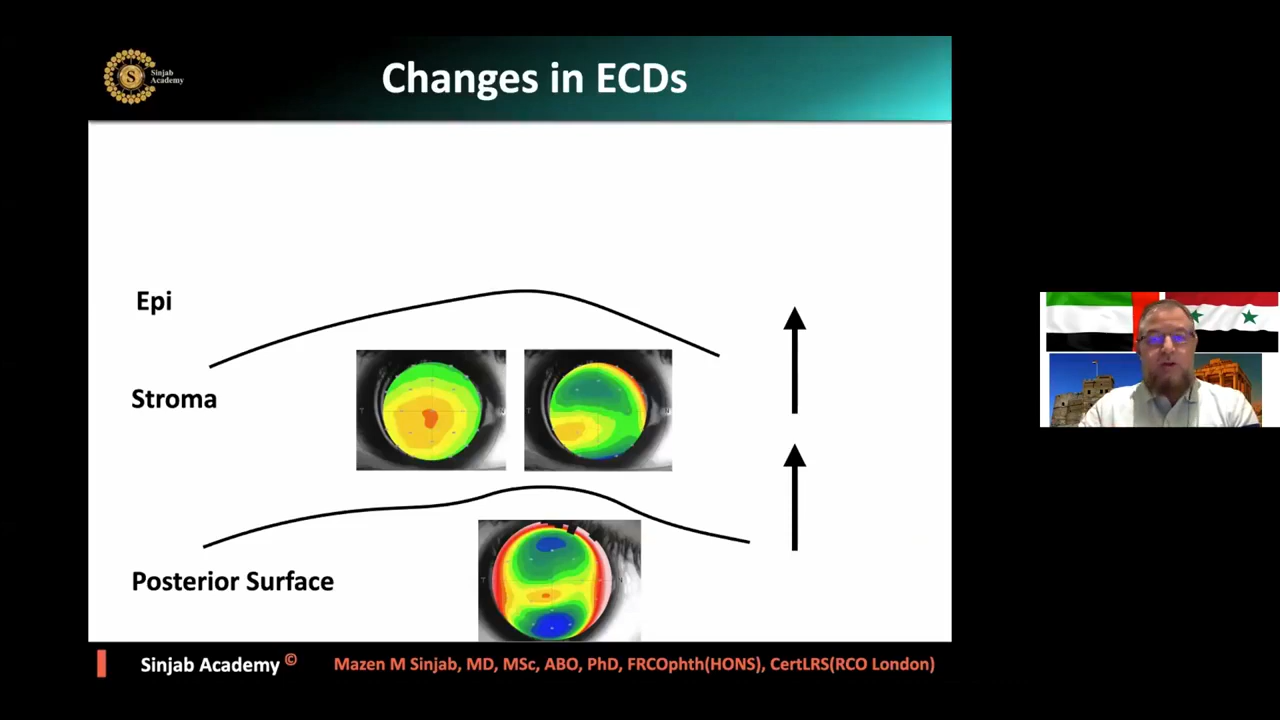 Sinjab
Academy
S
Changes in ECDs
Epi
Stroma
Posterior Surface
Sinjab Academy ©
Mazen M Sinjab, MD, MSc, ABO, PhD, FRCOphth(HONS), CertLRS(RCO London)